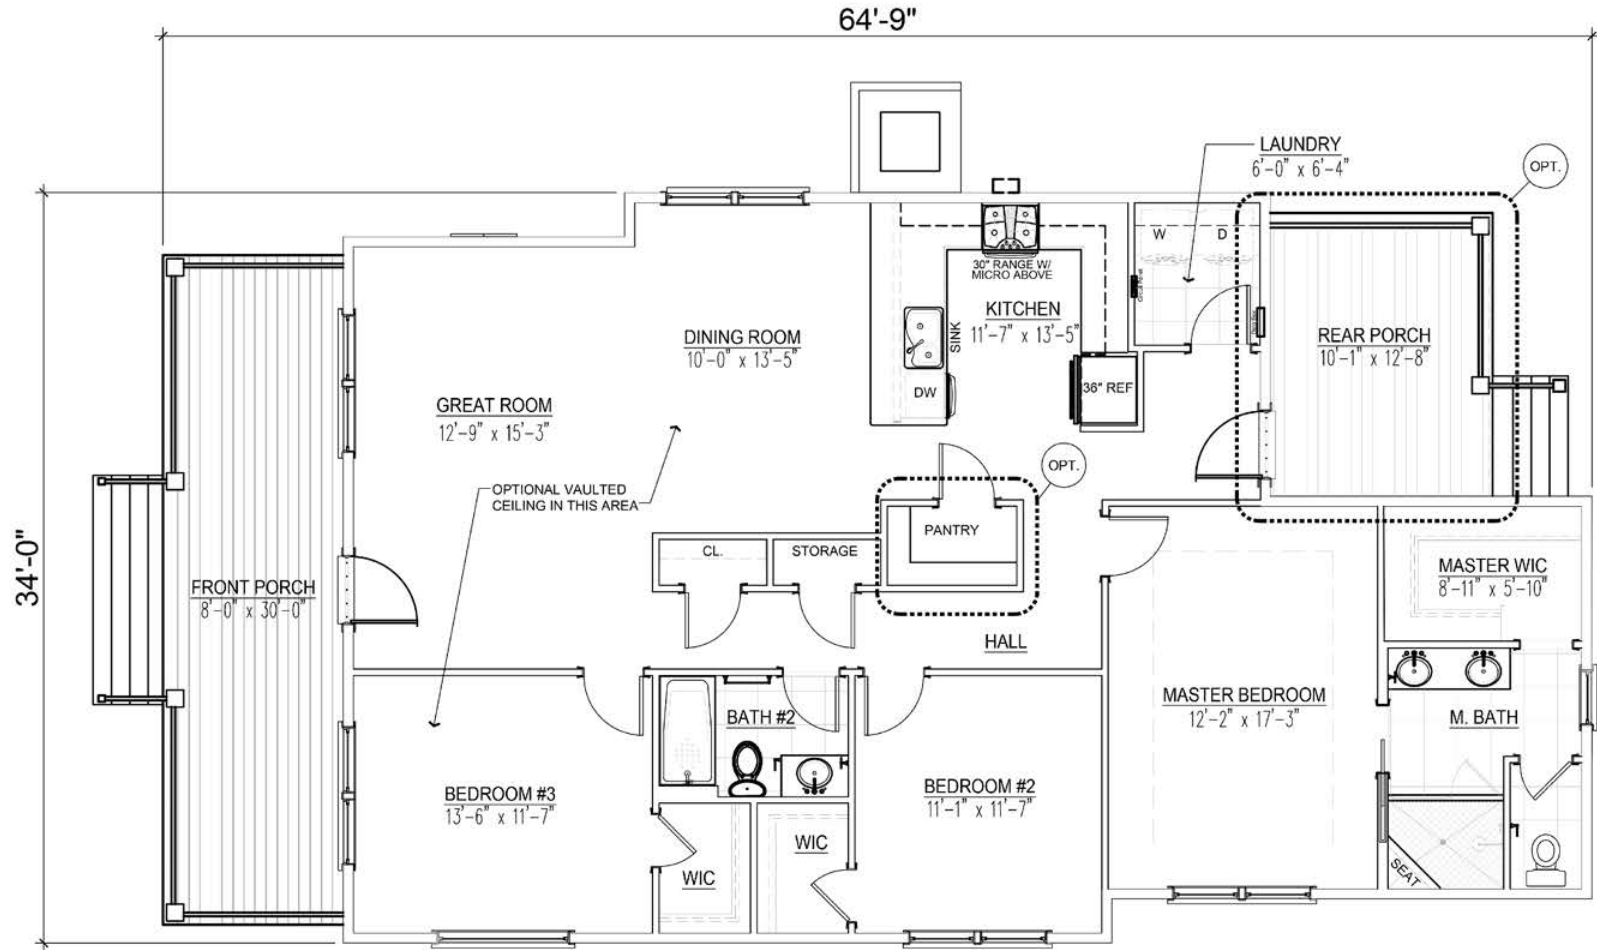 64'-9"
LAUNDRY
6'-0" x 6'-4"
OPT.
W D
30" RANGE W/
MICRO ABOVE
KITCHEN
11'-7" x 13'-5"
SINK
DW
36" REF
DINING ROOM
10'-0" x 13'-5"
REAR PORCH
10'-1" x 12'-8"
GREAT ROOM
12'-9" x 15'-3"
OPT.
OPTIONAL VAULTED
CEILING IN THIS AREA
PANTRY
CL.
STORAGE
34'-0"
FRONT PORCH
8'-0" x 30'-0"
MASTER WIC
8'-11" x 5'-10"
HALL
MASTER BEDROOM
12'-2" x 17'-3"
M. BATH
BATH #2
BEDROOM #3
13'-6" x 11'-7"
BEDROOM #2
11'-1" x 11'-7"
WIC
WIC
SEAT